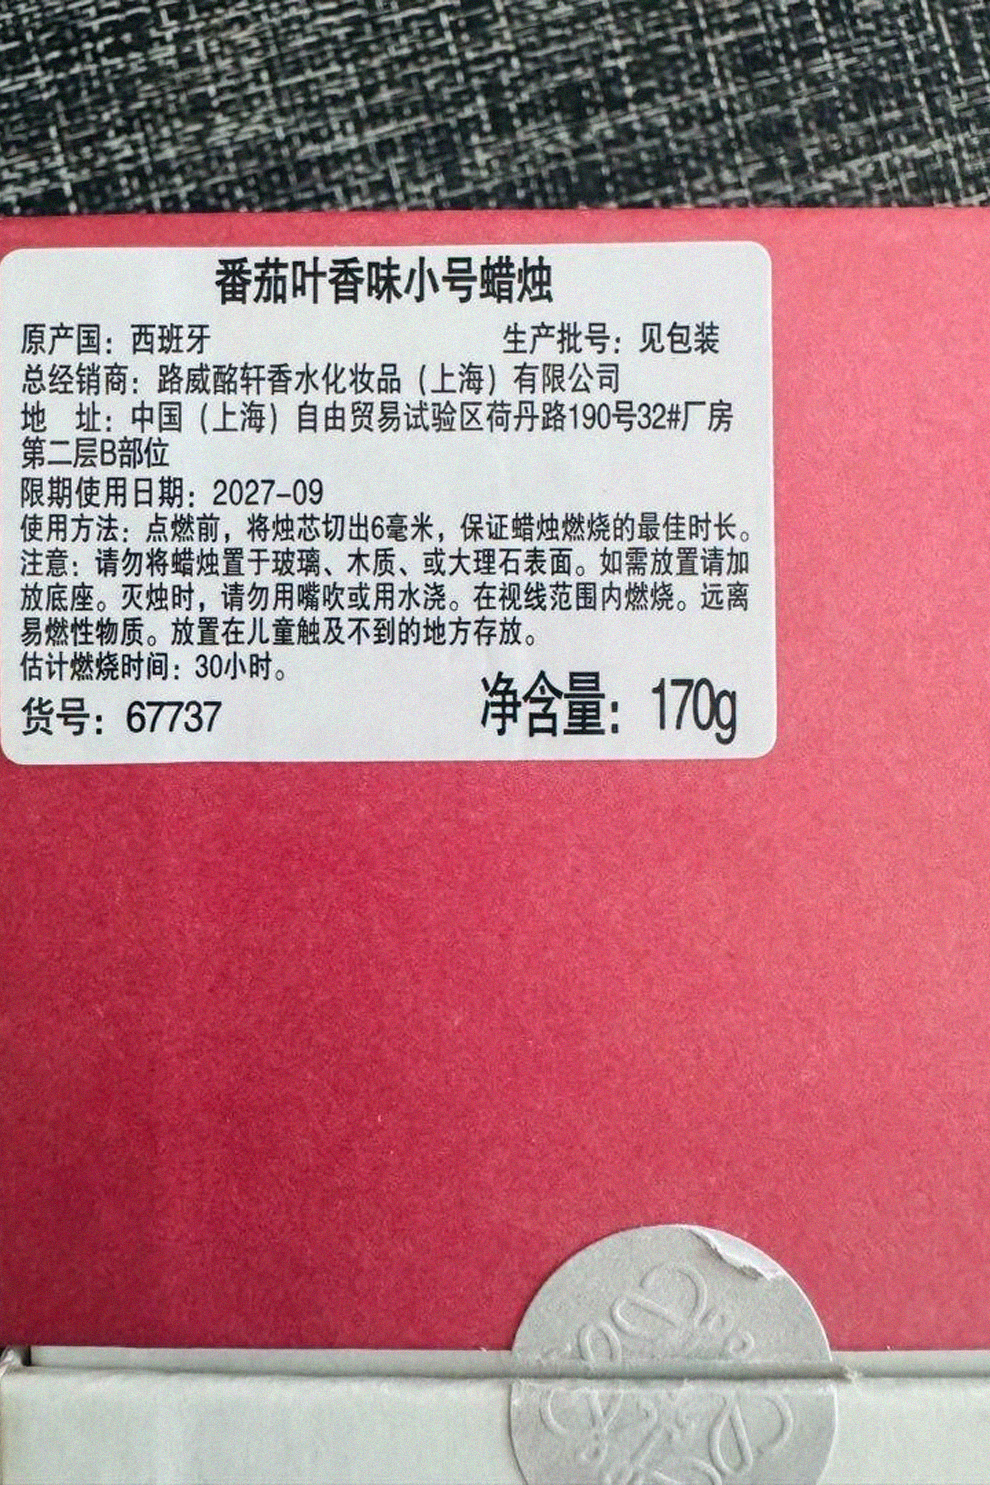 番茄叶香味小号蜡烛
原产国：西班牙 生产批号：见包装
总经销商：路威酩轩香水化妆品（上海）有限公司
地 址：中国（上海）自由贸易试验区荷丹路190号32#厂房
第二层B部位
限期使用日期：2027-09
使用方法：点燃前，将烛芯切出6毫米，保证蜡烛燃烧的最佳时长。
注意：请勿将蜡烛置于玻璃、木质、或大理石表面。如需放置请加
放底座。灭烛时，请勿用嘴吹或用水浇。在视线范围内燃烧。远离
易燃性物质。放置在儿童触及不到的地方存放。
估计燃烧时间：30小时。
货号：67737 净含量：170g